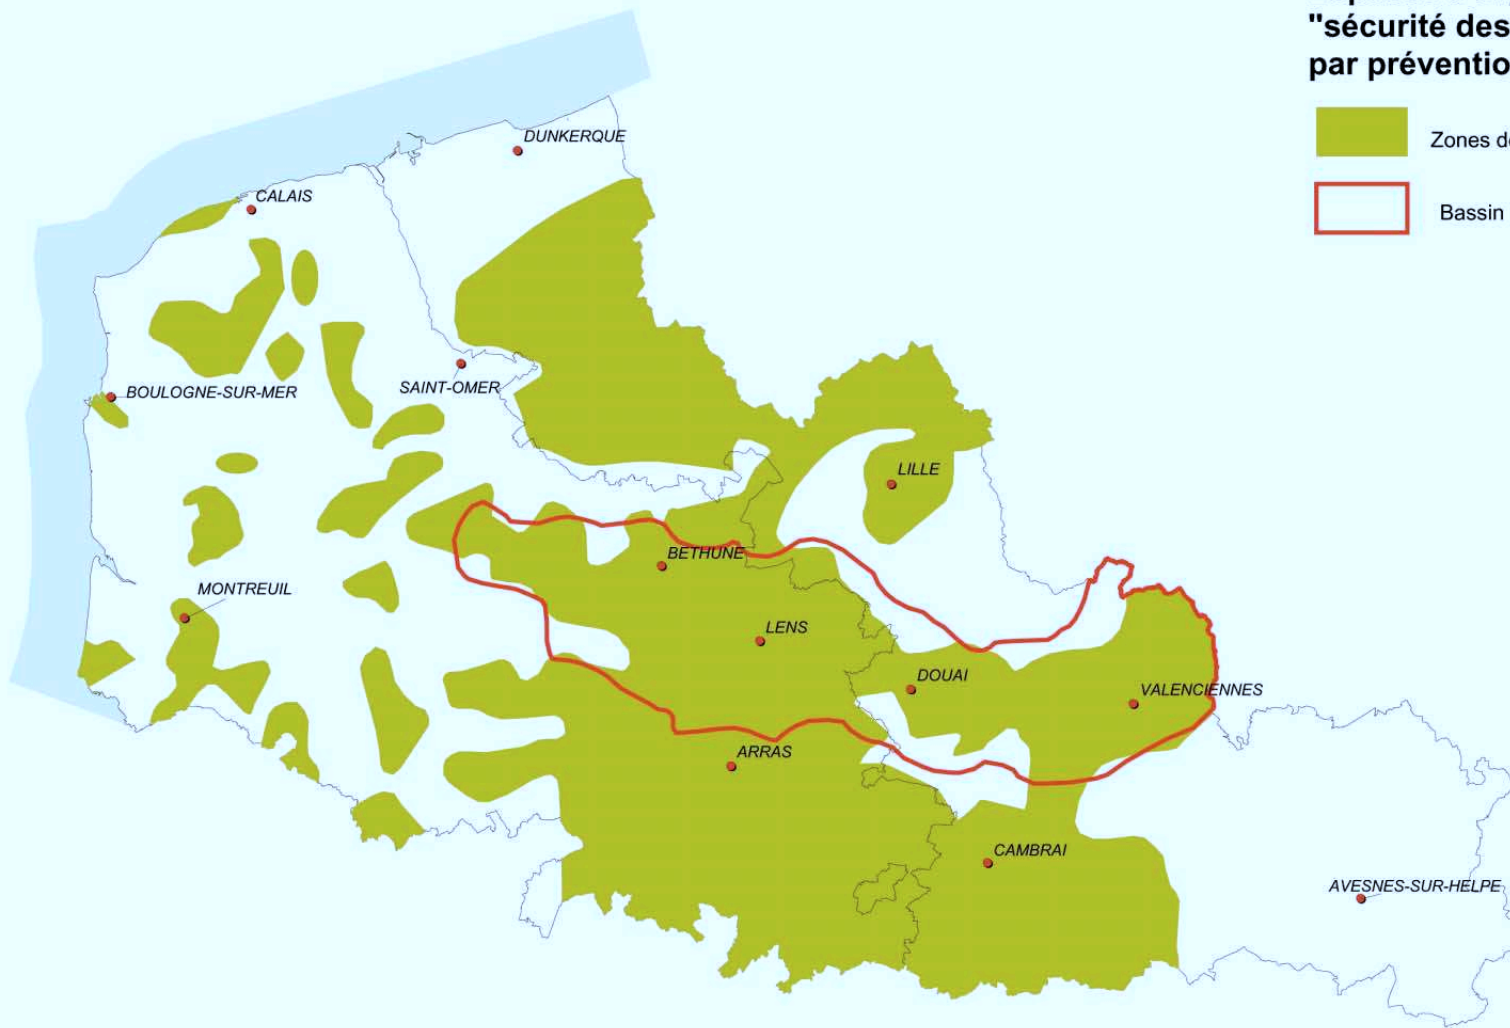 "sécurité des
par préventio
Zones d
Bassin
DUNKERQUE
CALAIS
BOULOGNE-SUR-MER
SAINT-OMER
LILLE
BETHUNE
MONTREUIL
LENS
DOUAI
VALENCIENNES
ARRAS
CAMBRAI
AVESNES-SUR-HELPE